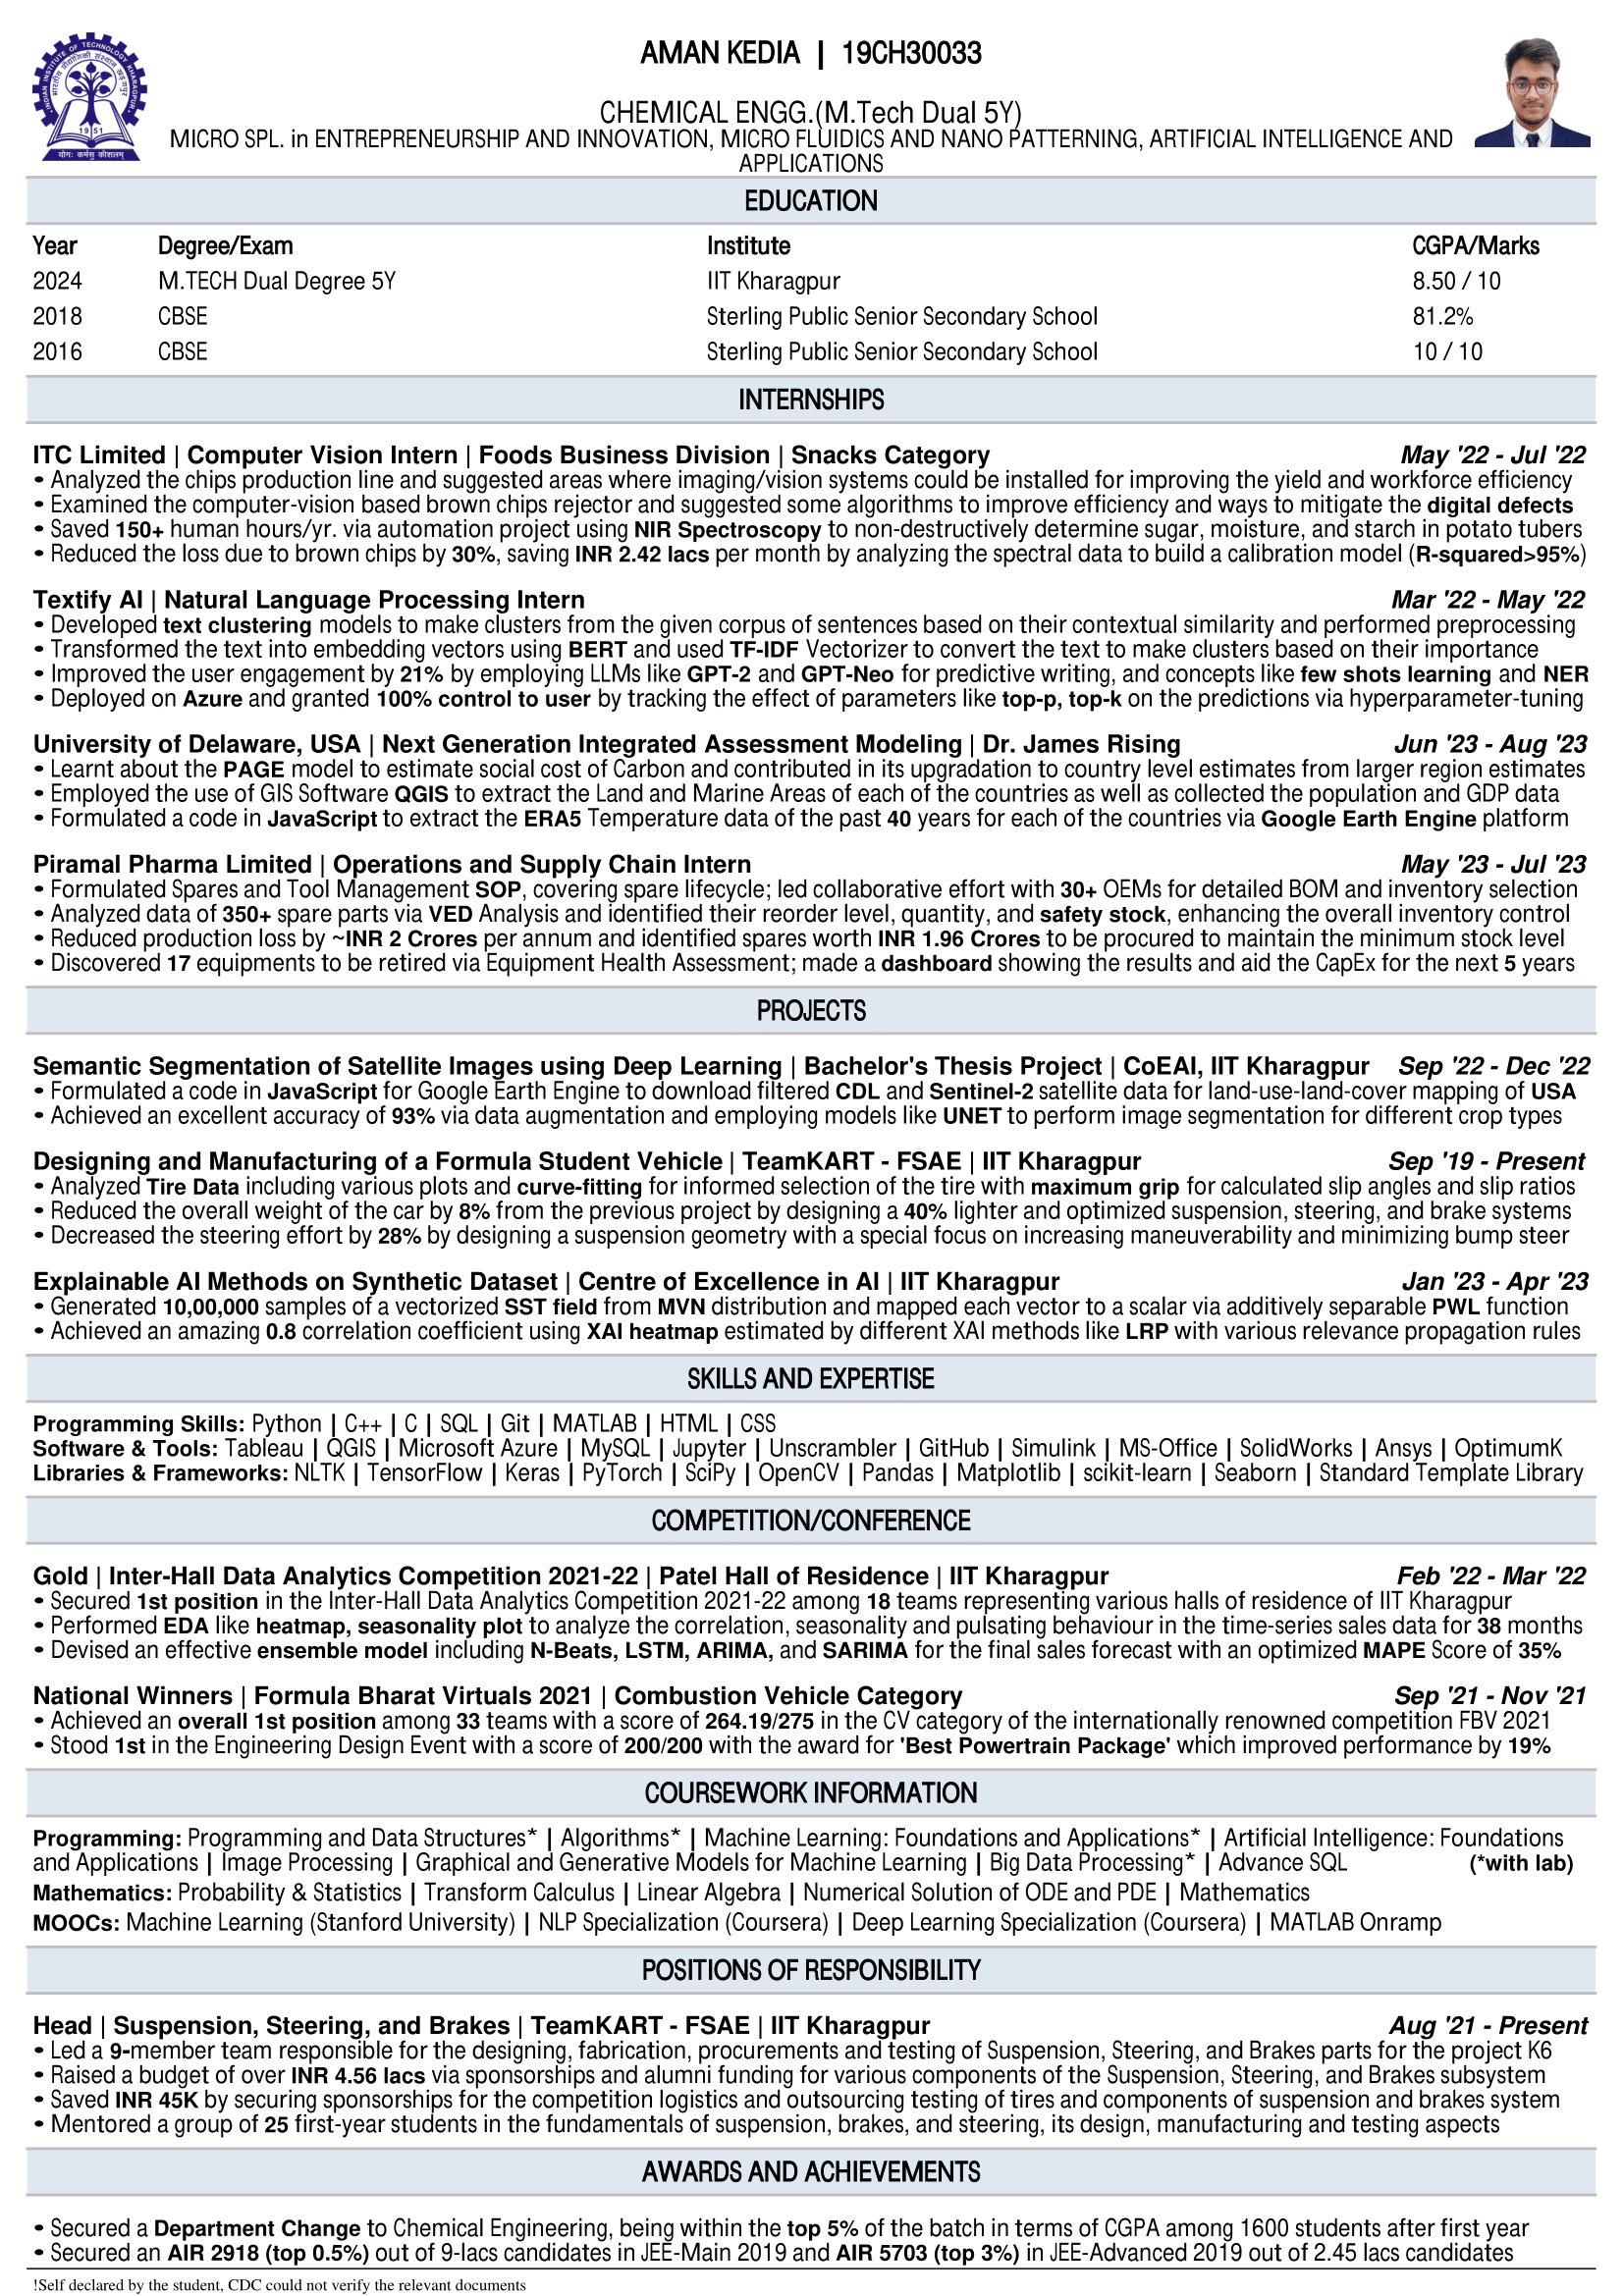 INDIAN INSTITUTE OF TECHNOLOGY KHARAGPUR
1951
योगः कर्मसु कौशलम्
AMAN KEDIA | 19CH30033
CHEMICAL ENGG.(M.Tech Dual 5Y)
MICRO SPL. in ENTREPRENEURSHIP AND INNOVATION, MICRO FLUIDICS AND NANO PATTERNING, ARTIFICIAL INTELLIGENCE AND
APPLICATIONS
EDUCATION
Year Degree/Exam Institute CGPA/Marks
2024 M.TECH Dual Degree 5Y IIT Kharagpur 8.50 / 10
2018 CBSE Sterling Public Senior Secondary School 81.2%
2016 CBSE Sterling Public Senior Secondary School 10 / 10
INTERNSHIPS
ITC Limited | Computer Vision Intern | Foods Business Division | Snacks Category May '22 - Jul '22
• Analyzed the chips production line and suggested areas where imaging/vision systems could be installed for improving the yield and workforce efficiency
• Examined the computer-vision based brown chips rejector and suggested some algorithms to improve efficiency and ways to mitigate the digital defects
• Saved 150+ human hours/yr. via automation project using NIR Spectroscopy to non-destructively determine sugar, moisture, and starch in potato tubers
• Reduced the loss due to brown chips by 30%, saving INR 2.42 lacs per month by analyzing the spectral data to build a calibration model (R-squared>95%)
Textify AI | Natural Language Processing Intern Mar '22 - May '22
• Developed text clustering models to make clusters from the given corpus of sentences based on their contextual similarity and performed preprocessing
• Transformed the text into embedding vectors using BERT and used TF-IDF Vectorizer to convert the text to make clusters based on their importance
• Improved the user engagement by 21% by employing LLMs like GPT-2 and GPT-Neo for predictive writing, and concepts like few shots learning and NER
• Deployed on Azure and granted 100% control to user by tracking the effect of parameters like top-p, top-k on the predictions via hyperparameter-tuning
University of Delaware, USA | Next Generation Integrated Assessment Modeling | Dr. James Rising Jun '23 - Aug '23
• Learnt about the PAGE model to estimate social cost of Carbon and contributed in its upgradation to country level estimates from larger region estimates
• Employed the use of GIS Software QGIS to extract the Land and Marine Areas of each of the countries as well as collected the population and GDP data
• Formulated a code in JavaScript to extract the ERA5 Temperature data of the past 40 years for each of the countries via Google Earth Engine platform
Piramal Pharma Limited | Operations and Supply Chain Intern May '23 - Jul '23
• Formulated Spares and Tool Management SOP, covering spare lifecycle; led collaborative effort with 30+ OEMs for detailed BOM and inventory selection
• Analyzed data of 350+ spare parts via VED Analysis and identified their reorder level, quantity, and safety stock, enhancing the overall inventory control
• Reduced production loss by ~INR 2 Crores per annum and identified spares worth INR 1.96 Crores to be procured to maintain the minimum stock level
• Discovered 17 equipments to be retired via Equipment Health Assessment; made a dashboard showing the results and aid the CapEx for the next 5 years
PROJECTS
Semantic Segmentation of Satellite Images using Deep Learning | Bachelor's Thesis Project | CoEAI, IIT Kharagpur Sep '22 - Dec '22
• Formulated a code in JavaScript for Google Earth Engine to download filtered CDL and Sentinel-2 satellite data for land-use-land-cover mapping of USA
• Achieved an excellent accuracy of 93% via data augmentation and employing models like UNET to perform image segmentation for different crop types
Designing and Manufacturing of a Formula Student Vehicle | TeamKART - FSAE | IIT Kharagpur Sep '19 - Present
• Analyzed Tire Data including various plots and curve-fitting for informed selection of the tire with maximum grip for calculated slip angles and slip ratios
• Reduced the overall weight of the car by 8% from the previous project by designing a 40% lighter and optimized suspension, steering, and brake systems
• Decreased the steering effort by 28% by designing a suspension geometry with a special focus on increasing maneuverability and minimizing bump steer
Explainable AI Methods on Synthetic Dataset | Centre of Excellence in AI | IIT Kharagpur Jan '23 - Apr '23
• Generated 10,00,000 samples of a vectorized SST field from MVN distribution and mapped each vector to a scalar via additively separable PWL function
• Achieved an amazing 0.8 correlation coefficient using XAI heatmap estimated by different XAI methods like LRP with various relevance propagation rules
SKILLS AND EXPERTISE
Programming Skills: Python | C++ | C | SQL | Git | MATLAB | HTML | CSS
Software & Tools: Tableau | QGIS | Microsoft Azure | MySQL | Jupyter | Unscrambler | GitHub | Simulink | MS-Office | SolidWorks | Ansys | OptimumK
Libraries & Frameworks: NLTK | TensorFlow | Keras | PyTorch | SciPy | OpenCV | Pandas | Matplotlib | scikit-learn | Seaborn | Standard Template Library
COMPETITION/CONFERENCE
Gold | Inter-Hall Data Analytics Competition 2021-22 | Patel Hall of Residence | IIT Kharagpur Feb '22 - Mar '22
• Secured 1st position in the Inter-Hall Data Analytics Competition 2021-22 among 18 teams representing various halls of residence of IIT Kharagpur
• Performed EDA like heatmap, seasonality plot to analyze the correlation, seasonality and pulsating behaviour in the time-series sales data for 38 months
• Devised an effective ensemble model including N-Beats, LSTM, ARIMA, and SARIMA for the final sales forecast with an optimized MAPE Score of 35%
National Winners | Formula Bharat Virtuals 2021 | Combustion Vehicle Category Sep '21 - Nov '21
• Achieved an overall 1st position among 33 teams with a score of 264.19/275 in the CV category of the internationally renowned competition FBV 2021
• Stood 1st in the Engineering Design Event with a score of 200/200 with the award for 'Best Powertrain Package' which improved performance by 19%
COURSEWORK INFORMATION
Programming: Programming and Data Structures* | Algorithms* | Machine Learning: Foundations and Applications* | Artificial Intelligence: Foundations
and Applications | Image Processing | Graphical and Generative Models for Machine Learning | Big Data Processing* | Advance SQL (*with lab)
Mathematics: Probability & Statistics | Transform Calculus | Linear Algebra | Numerical Solution of ODE and PDE | Mathematics
MOOCs: Machine Learning (Stanford University) | NLP Specialization (Coursera) | Deep Learning Specialization (Coursera) | MATLAB Onramp
POSITIONS OF RESPONSIBILITY
Head | Suspension, Steering, and Brakes | TeamKART - FSAE | IIT Kharagpur Aug '21 - Present
• Led a 9-member team responsible for the designing, fabrication, procurements and testing of Suspension, Steering, and Brakes parts for the project K6
• Raised a budget of over INR 4.56 lacs via sponsorships and alumni funding for various components of the Suspension, Steering, and Brakes subsystem
• Saved INR 45K by securing sponsorships for the competition logistics and outsourcing testing of tires and components of suspension and brakes system
• Mentored a group of 25 first-year students in the fundamentals of suspension, brakes, and steering, its design, manufacturing and testing aspects
AWARDS AND ACHIEVEMENTS
• Secured a Department Change to Chemical Engineering, being within the top 5% of the batch in terms of CGPA among 1600 students after first year
• Secured an AIR 2918 (top 0.5%) out of 9-lacs candidates in JEE-Main 2019 and AIR 5703 (top 3%) in JEE-Advanced 2019 out of 2.45 lacs candidates
!Self declared by the student, CDC could not verify the relevant documents